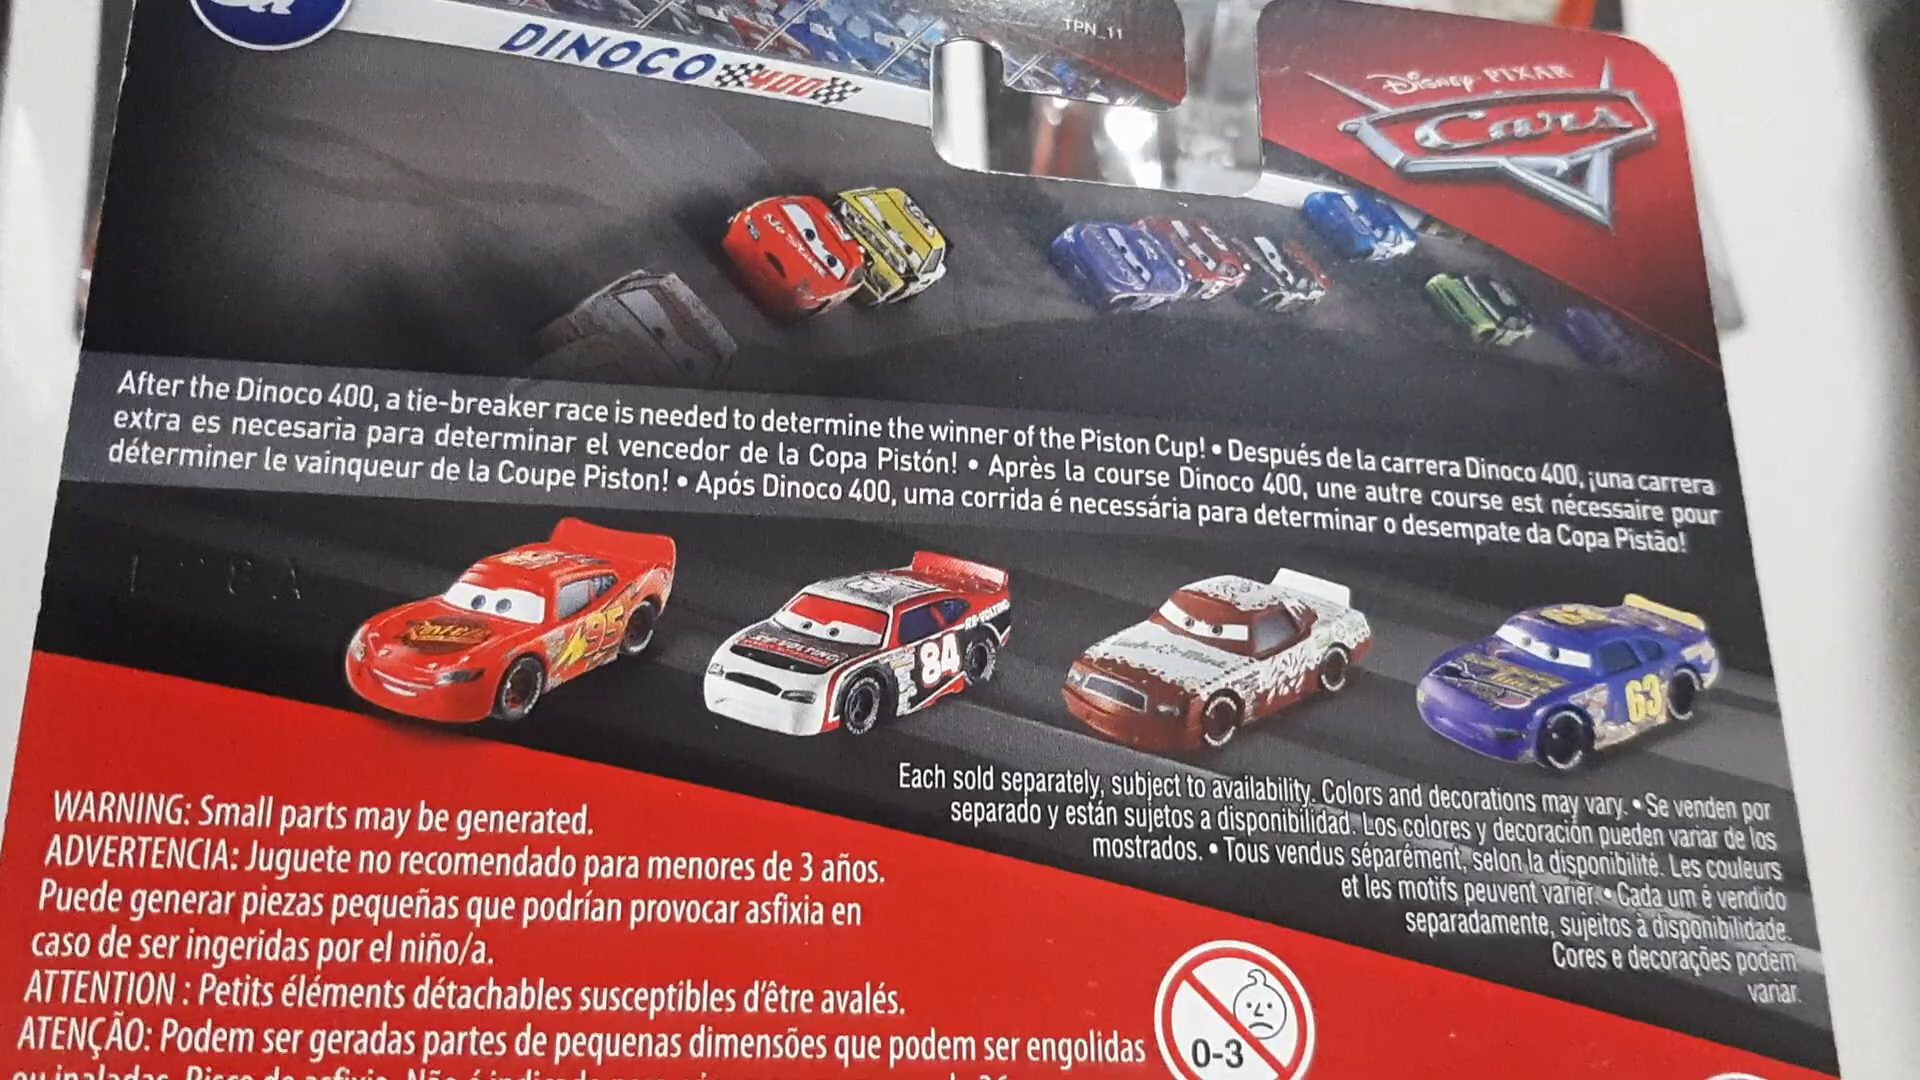 DINOCO 400
TPN_11
Disney PIXAR
Cars
After the Dinoco 400, a tie-breaker race is needed to determine the winner of the Piston Cup! • Después de la carrera Dinoco 400, ¡una carrera
extra es necesaria para determinar el vencedor de la Copa Pistón! • Après la course Dinoco 400, une autre course est nécessaire pour
déterminer le vainqueur de la Coupe Piston! • Após Dinoco 400, uma corrida é necessária para determinar o desempate da Copa Pistão!
95
84
63
Each sold separately, subject to availability. Colors and decorations may vary. • Se venden por
separado y están sujetos a disponibilidad. Los colores y decoración pueden variar de los
mostrados. • Tous vendus séparément, selon la disponibilité. Les couleurs
et les motifs peuvent varier. • Cada um é vendido
separadamente, sujeitos à disponibilidade.
Cores e decorações podem
variar.
WARNING: Small parts may be generated.
ADVERTENCIA: Juguete no recomendado para menores de 3 años.
Puede generar piezas pequeñas que podrían provocar asfixia en
caso de ser ingeridas por el niño/a.
ATTENTION : Petits éléments détachables susceptibles d'être avalés.
ATENÇÃO: Podem ser geradas partes de pequenas dimensões que podem ser engolidas
0-3